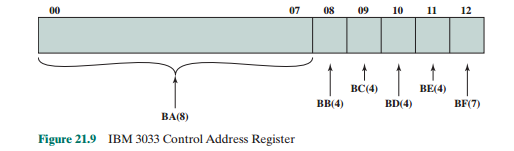 00 07 08 09 10 11 12
BC(4) BE(4)
BB(4) BD(4) BF(7)
BA(8)
Figure 21.9 IBM 3033 Control Address Register